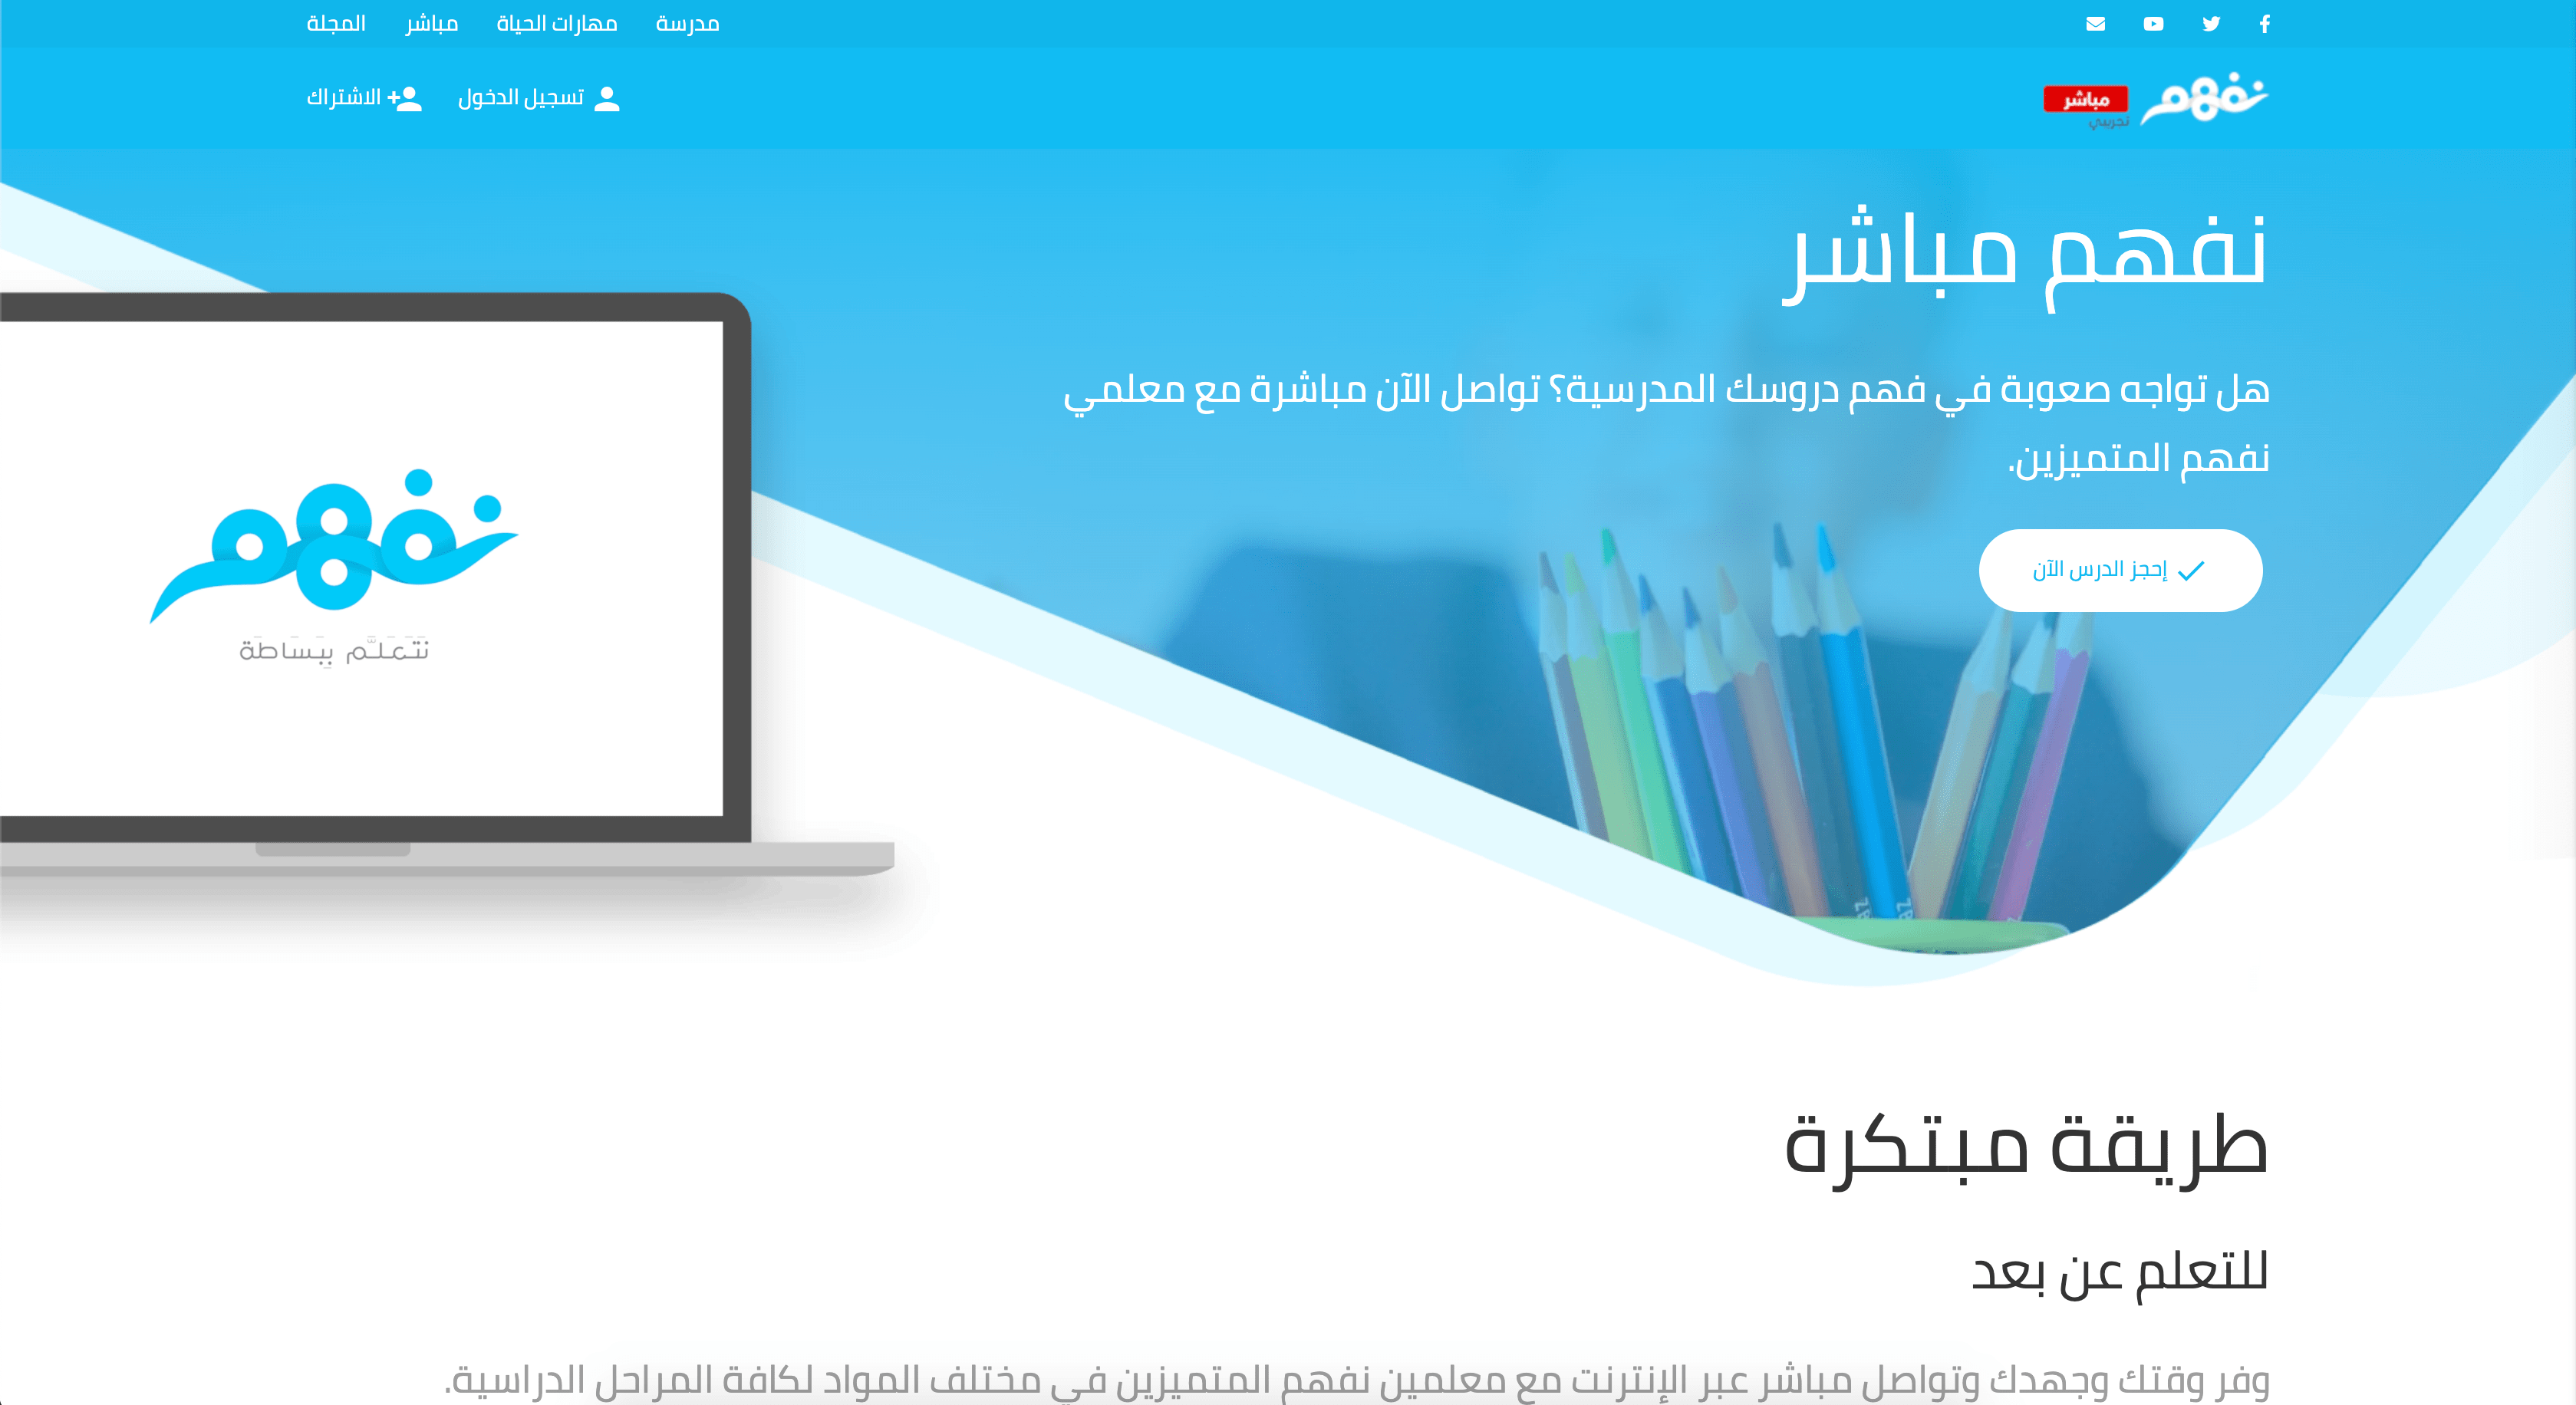 مدرسة
مهارات الحياة
مباشر
المجلة
نفهم
مباشر
تجريبي
تسجيل الدخول
الاشتراك
نفهم مباشر
هل تواجه صعوبة في فهم دروسك المدرسية؟ تواصل الآن مباشرة مع معلمي
نفهم المتميزين.
إحجز الدرس الآن
نفهم
نتعلم ببساطة
طريقة مبتكرة
للتعلم عن بعد
وفر وقتك وجهدك وتواصل مباشر عبر الإنترنت مع معلمين نفهم المتميزين في مختلف المواد لكافة المراحل الدراسية.